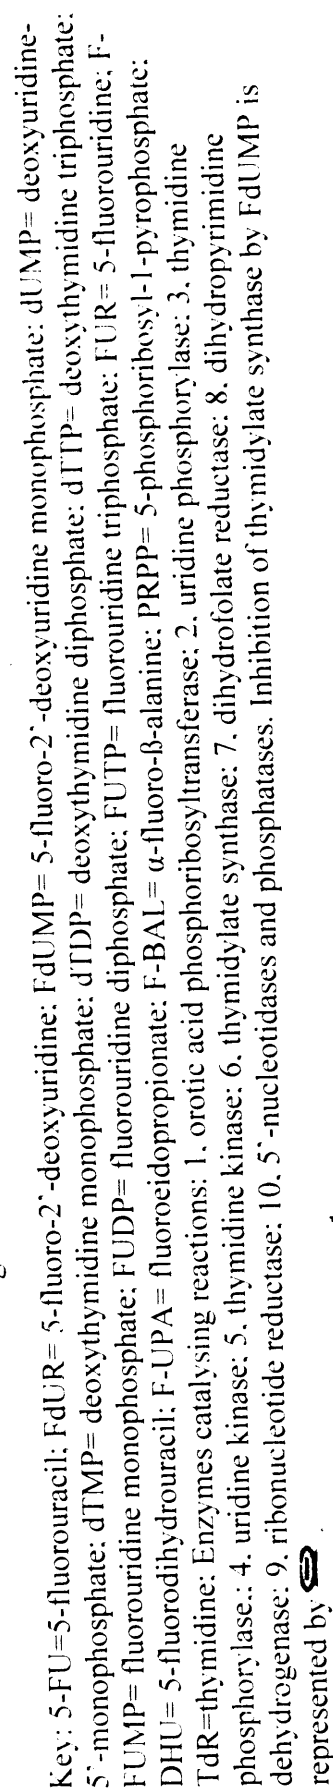 Key: 5-FU=5-fluorouracil: FdUR= 5-fluoro-2`-deoxyuridine; FdUMP= 5-fluoro-2`-deoxyuridine monophosphate: dUMP= deoxyuridine-
5`-monophosphate: dTMP= deoxythymidine monophosphate: dTDP= deoxythymidine diphosphate: dTTP= deoxythymidine triphosphate:
FUMP= fluorouridine monophosphate; FUDP= fluorouridine diphosphate; FUTP= fluorouridine triphosphate: FUR= 5-fluorouridine; F-
DHU= 5-fluorodihydrouracil; F-UPA= fluoroeidopropionate: F-BAL= α-fluoro-ß-alanine; PRPP= 5-phosphoribosyl-1-pyrophosphate:
TdR=thymidine: Enzymes catalysing reactions: 1. orotic acid phosphoribosyltransferase; 2. uridine phosphorylase: 3. thymidine
phosphorylase.: 4. uridine kinase; 5. thymidine kinase: 6. thymidylate synthase: 7. dihydrofolate reductase: 8. dihydropyrimidine
dehydrogenase: 9. ribonucleotide reductase: 10. 5`-nucleotidases and phosphatases. Inhibition of thymidylate synthase by FdUMP is
represented by